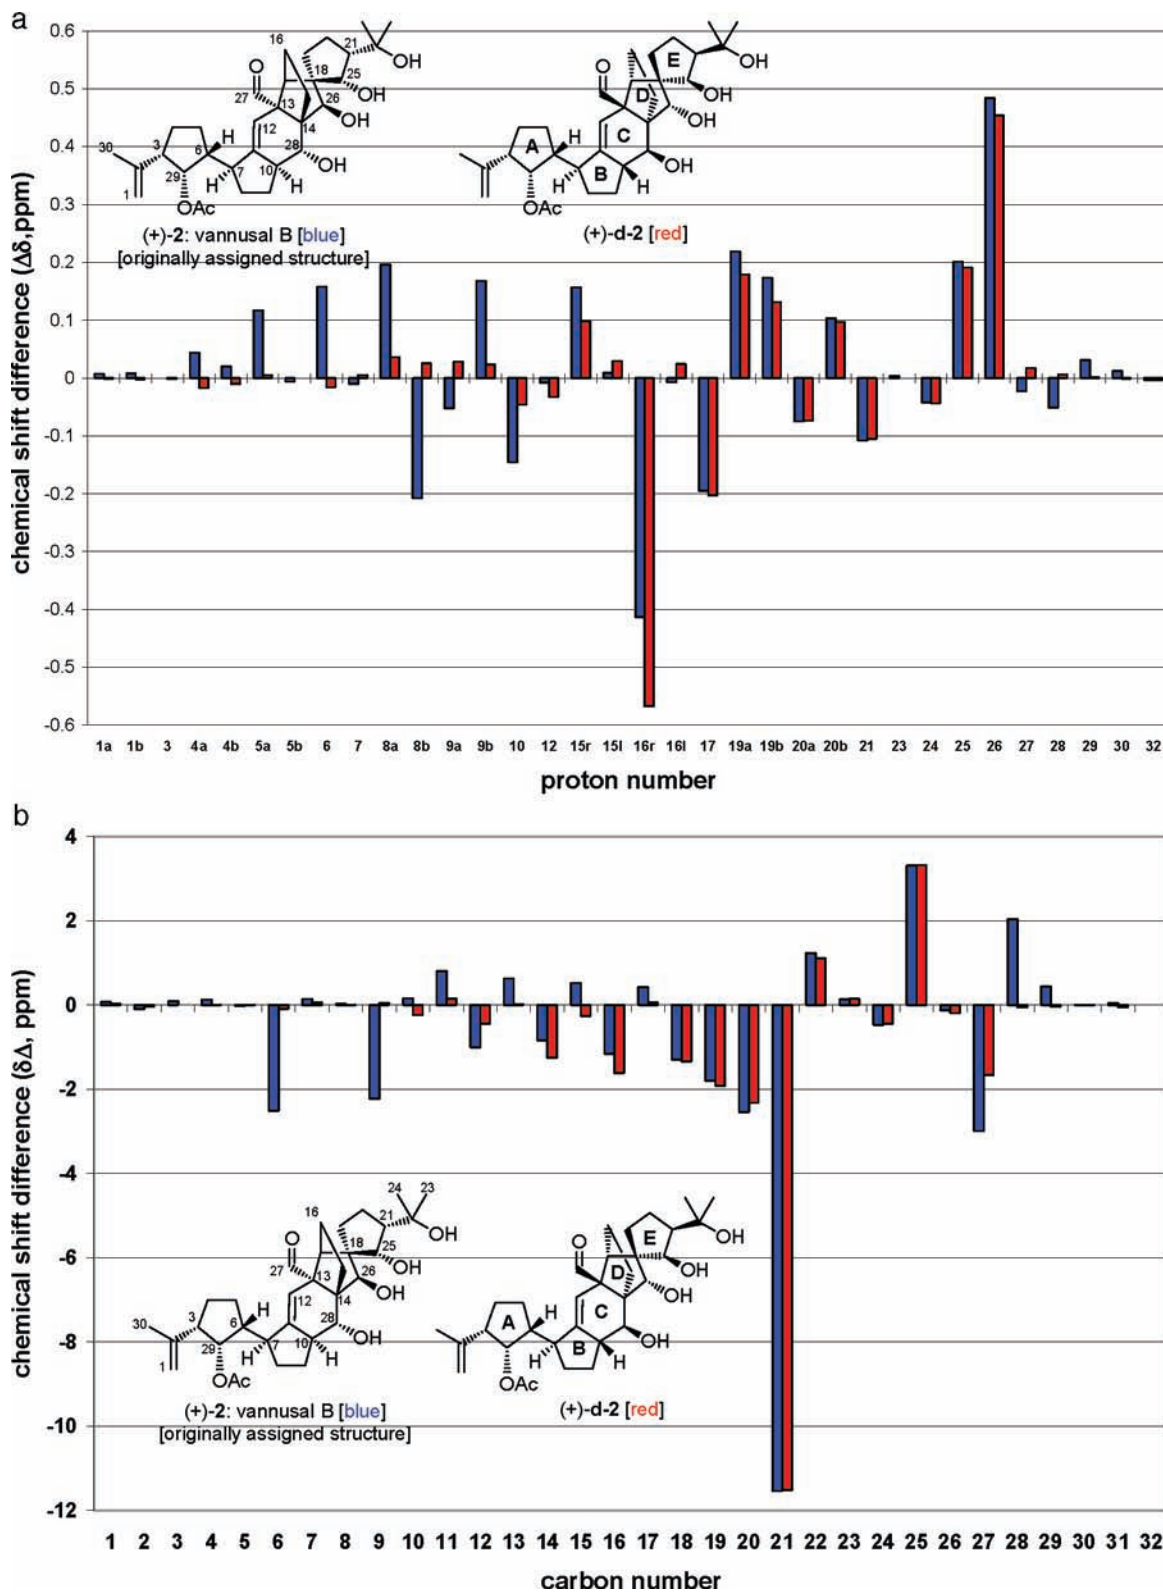 a
chemical shift difference (Δδ,ppm)
0.6
0.5
0.4
0.3
0.2
0.1
0
-0.1
-0.2
-0.3
-0.4
-0.5
-0.6
16
21
OH
O
18
25
OH
27
13
26
OH
12
14
H
30
3
6
28
OH
29
H
7
10
H
1
OAc
(+)-2: vannusal B [blue]
[originally assigned structure]
E
OH
O
D
OH
OH
C
A
H
OH
B
H
H
OAc
(+)-d-2 [red]
1a 1b 3 4a 4b 5a 5b 6 7 8a 8b 9a 9b 10 12 15r 15l 16r 16l 17 19a 19b 20a 20b 21 23 24 25 26 27 28 29 30 32
proton number
b
chemical shift difference (δΔ, ppm)
4
2
0
-2
-4
-6
-8
-10
-12
24
23
16
21
OH
O
18
25
OH
27
13
26
OH
12
14
H
30
3
6
28
OH
29
H
7
10
H
1
OAc
(+)-2: vannusal B [blue]
[originally assigned structure]
E
OH
O
D
OH
OH
C
A
H
OH
B
H
H
OAc
(+)-d-2 [red]
1 2 3 4 5 6 7 8 9 10 11 12 13 14 15 16 17 18 19 20 21 22 23 24 25 26 27 28 29 30 31 32
carbon number